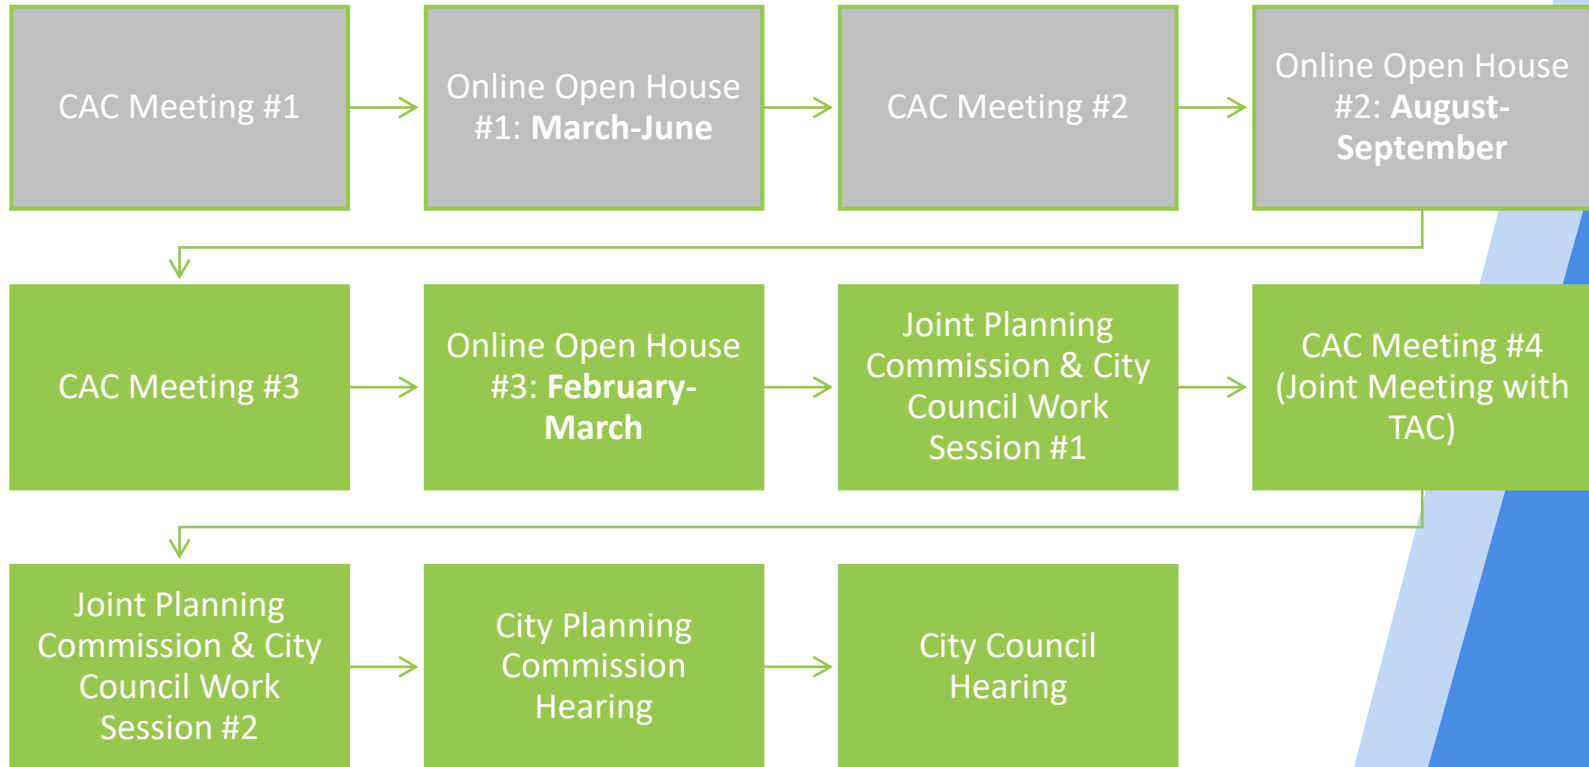 CAC Meeting #1
Online Open House
#1: March-June
CAC Meeting #2
Online Open House
#2: August-
September
CAC Meeting #3
Online Open House
#3: February-
March
Joint Planning
Commission & City
Council Work
Session #1
CAC Meeting #4
(Joint Meeting with
TAC)
Joint Planning
Commission & City
Council Work
Session #2
City Planning
Commission
Hearing
City Council
Hearing